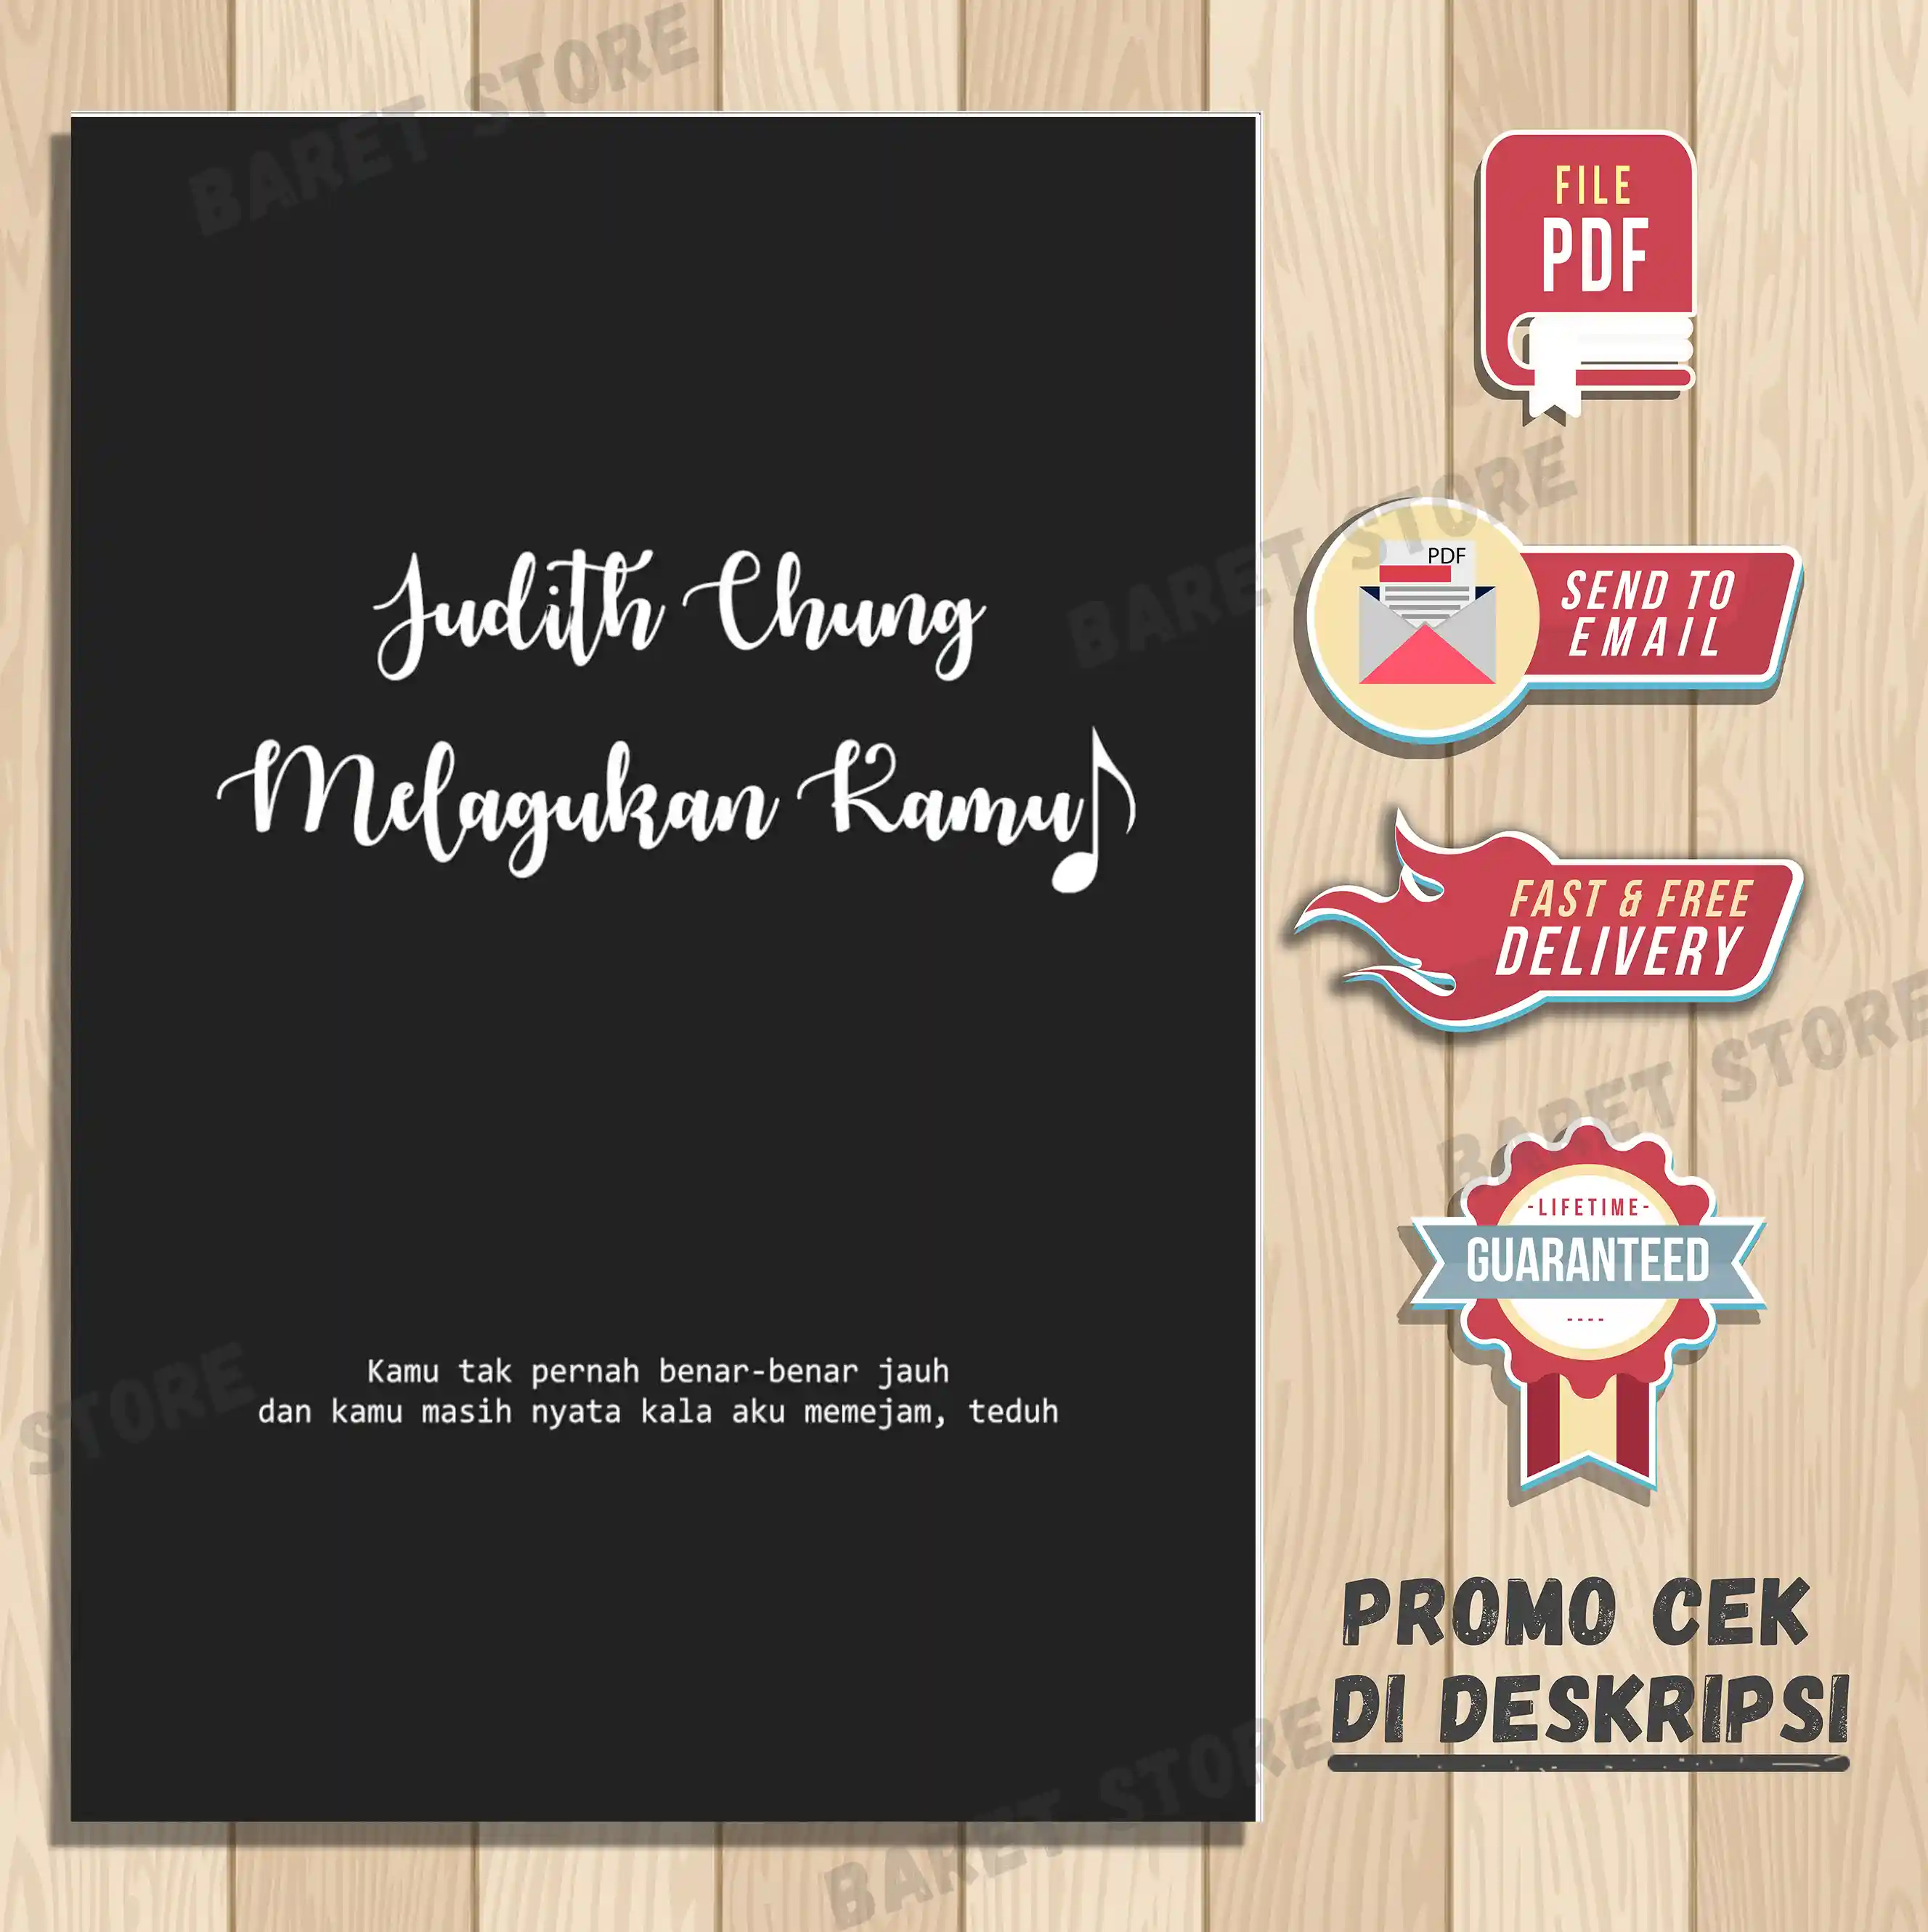 BARET STORE
Judith Chung
Melagukan Kamu
Kamu tak pernah benar-benar jauh
dan kamu masih nyata kala aku memejam, teduh
FILE
PDF
BARET STORE
PDF
SEND TO
EMAIL
FAST & FREE
DELIVERY
BARET STORE
-LIFETIME-
GUARANTEED
STORE
PROMO CEK
DI DESKRIPSI
BARET STORE